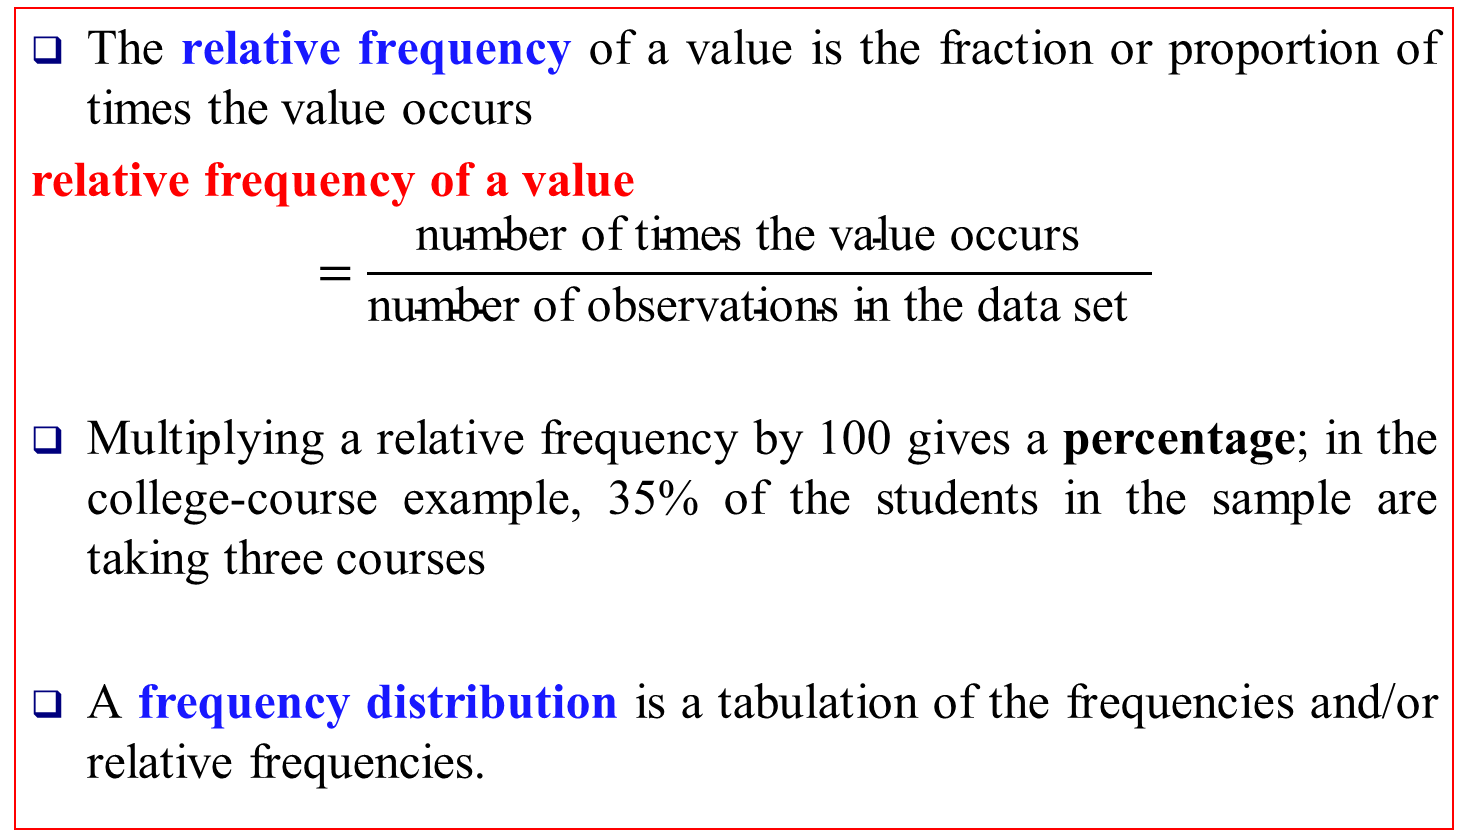 The relative frequency of a value is the fraction or proportion of
times the value occurs
relative frequency of a value
number of times the value occurs
=
number of observations in the data set
Multiplying a relative frequency by 100 gives a percentage; in the
college-course example, 35% of the students in the sample are
taking three courses
A frequency distribution is a tabulation of the frequencies and/or
relative frequencies.